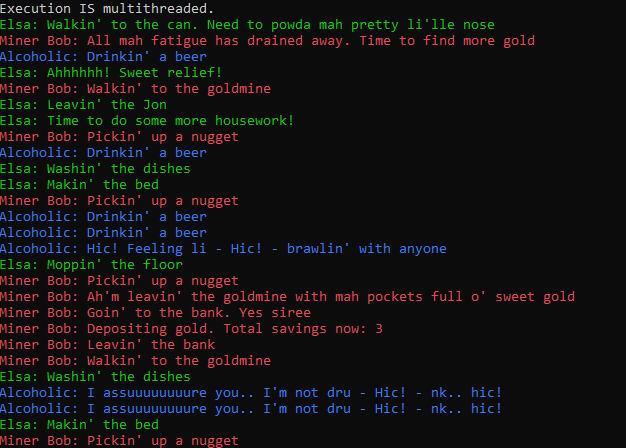 Execution IS multithreaded.
Elsa: Walkin' to the can. Need to powda mah pretty li'lle nose
Miner Bob: All mah fatigue has drained away. Time to find more gold
Alcoholic: Drinkin' a beer
Elsa: Ahhhhhh! Sweet relief!
Miner Bob: Walkin' to the goldmine
Elsa: Leavin' the Jon
Elsa: Time to do some more housework!
Miner Bob: Pickin' up a nugget
Alcoholic: Drinkin' a beer
Elsa: Washin' the dishes
Elsa: Makin' the bed
Miner Bob: Pickin' up a nugget
Alcoholic: Drinkin' a beer
Alcoholic: Drinkin' a beer
Alcoholic: Hic! Feeling li - Hic! - brawlin' with anyone
Elsa: Moppin' the floor
Miner Bob: Pickin' up a nugget
Miner Bob: Ah'm leavin' the goldmine with mah pockets full o' sweet gold
Miner Bob: Goin' to the bank. Yes siree
Miner Bob: Depositing gold. Total savings now: 3
Miner Bob: Leavin' the bank
Miner Bob: Walkin' to the goldmine
Elsa: Washin' the dishes
Alcoholic: I assuuuuuuuure you.. I'm not dru - Hic! - nk.. hic!
Alcoholic: I assuuuuuuuure you.. I'm not dru - Hic! - nk.. hic!
Elsa: Makin' the bed
Miner Bob: Pickin' up a nugget